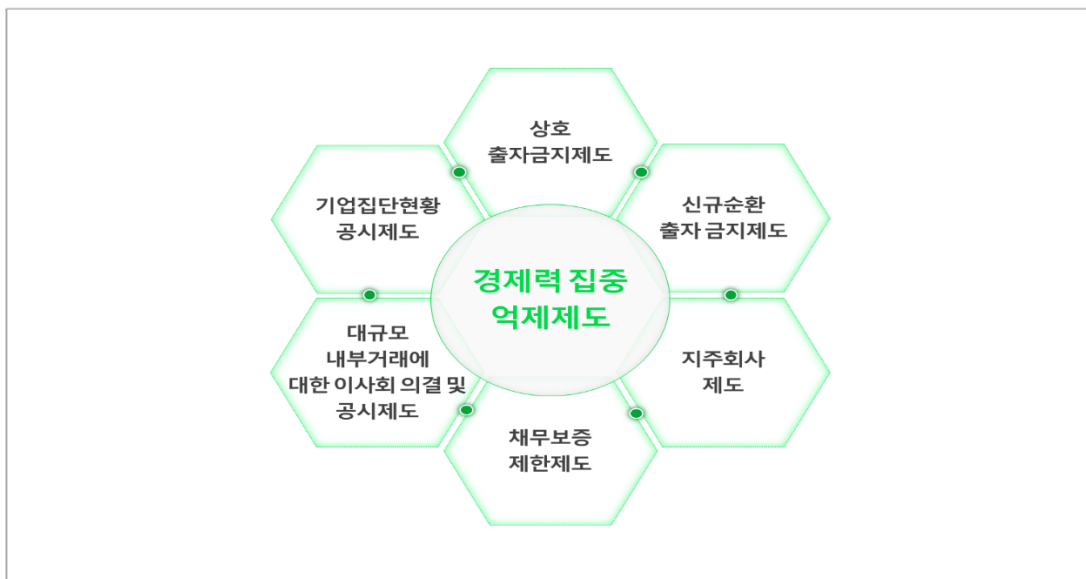 상호
출자금지제도
기업집단현황
공시제도
신규순환
출자 금지제도
경제력 집중
억제제도
대규모
내부거래에
대한 이사회 의결 및
공시제도
지주회사
제도
채무보증
제한제도